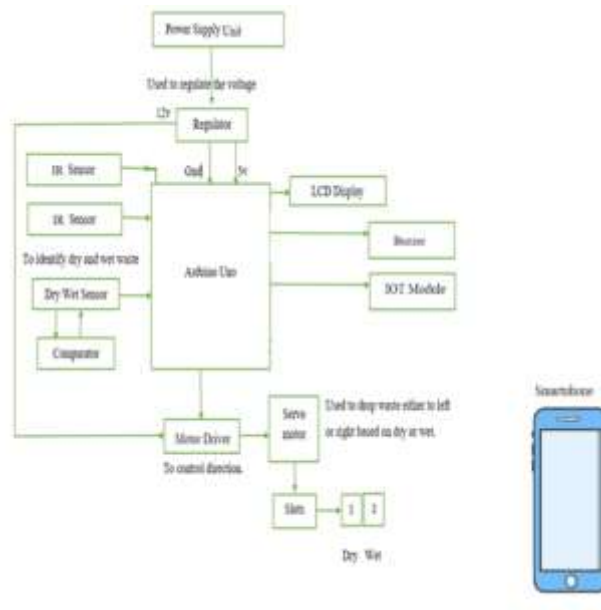 Power Supply Unit
Used to regulate the voltage
12v
Regulator
Gnd
5v
IR Sensor
LCD Display
IR Sensor
Buzzer
To identify dry and wet waste
Arduino Uno
Dry Wet Sensor
IOT Module
Comparator
Smartphone
Servo
motor
Used to drop waste either to left
or right based on dry or wet.
Motor Driver
To control direction.
Slots
1
2
Dry Wet